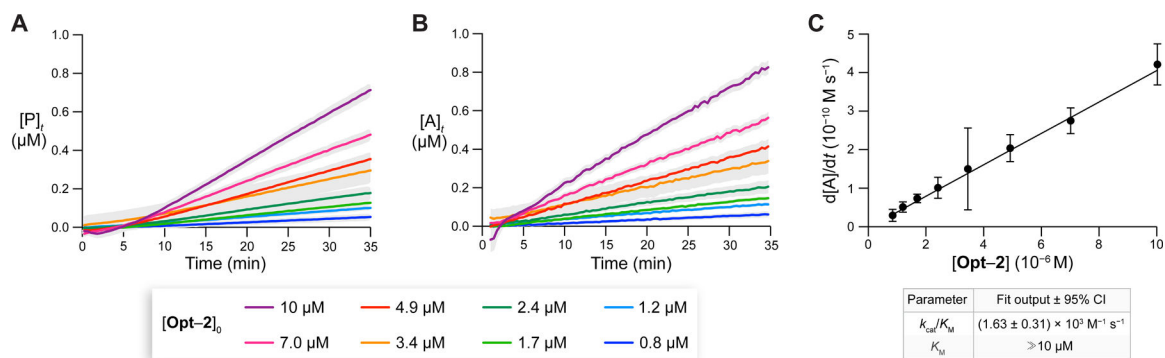 A
B
C
1.0
0.8
0.6
0.4
0.2
0.0
[P]t
(μM)
0 5 10 15 20 25 30 35
Time (min)
1.0
0.8
0.6
0.4
0.2
0.0
[A]t
(μM)
0 5 10 15 20 25 30 35
Time (min)
5
4
3
2
1
0
d[A]/dt (10⁻¹⁰ M s⁻¹)
0 2 4 6 8 10
[Opt–2] (10⁻⁶ M)
[Opt–2]₀
10 μM 4.9 μM 2.4 μM 1.2 μM
7.0 μM 3.4 μM 1.7 μM 0.8 μM
Parameter Fit output ± 95% CI
kcat/KM (1.63 ± 0.31) × 10³ M⁻¹ s⁻¹
KM ≫10 μM